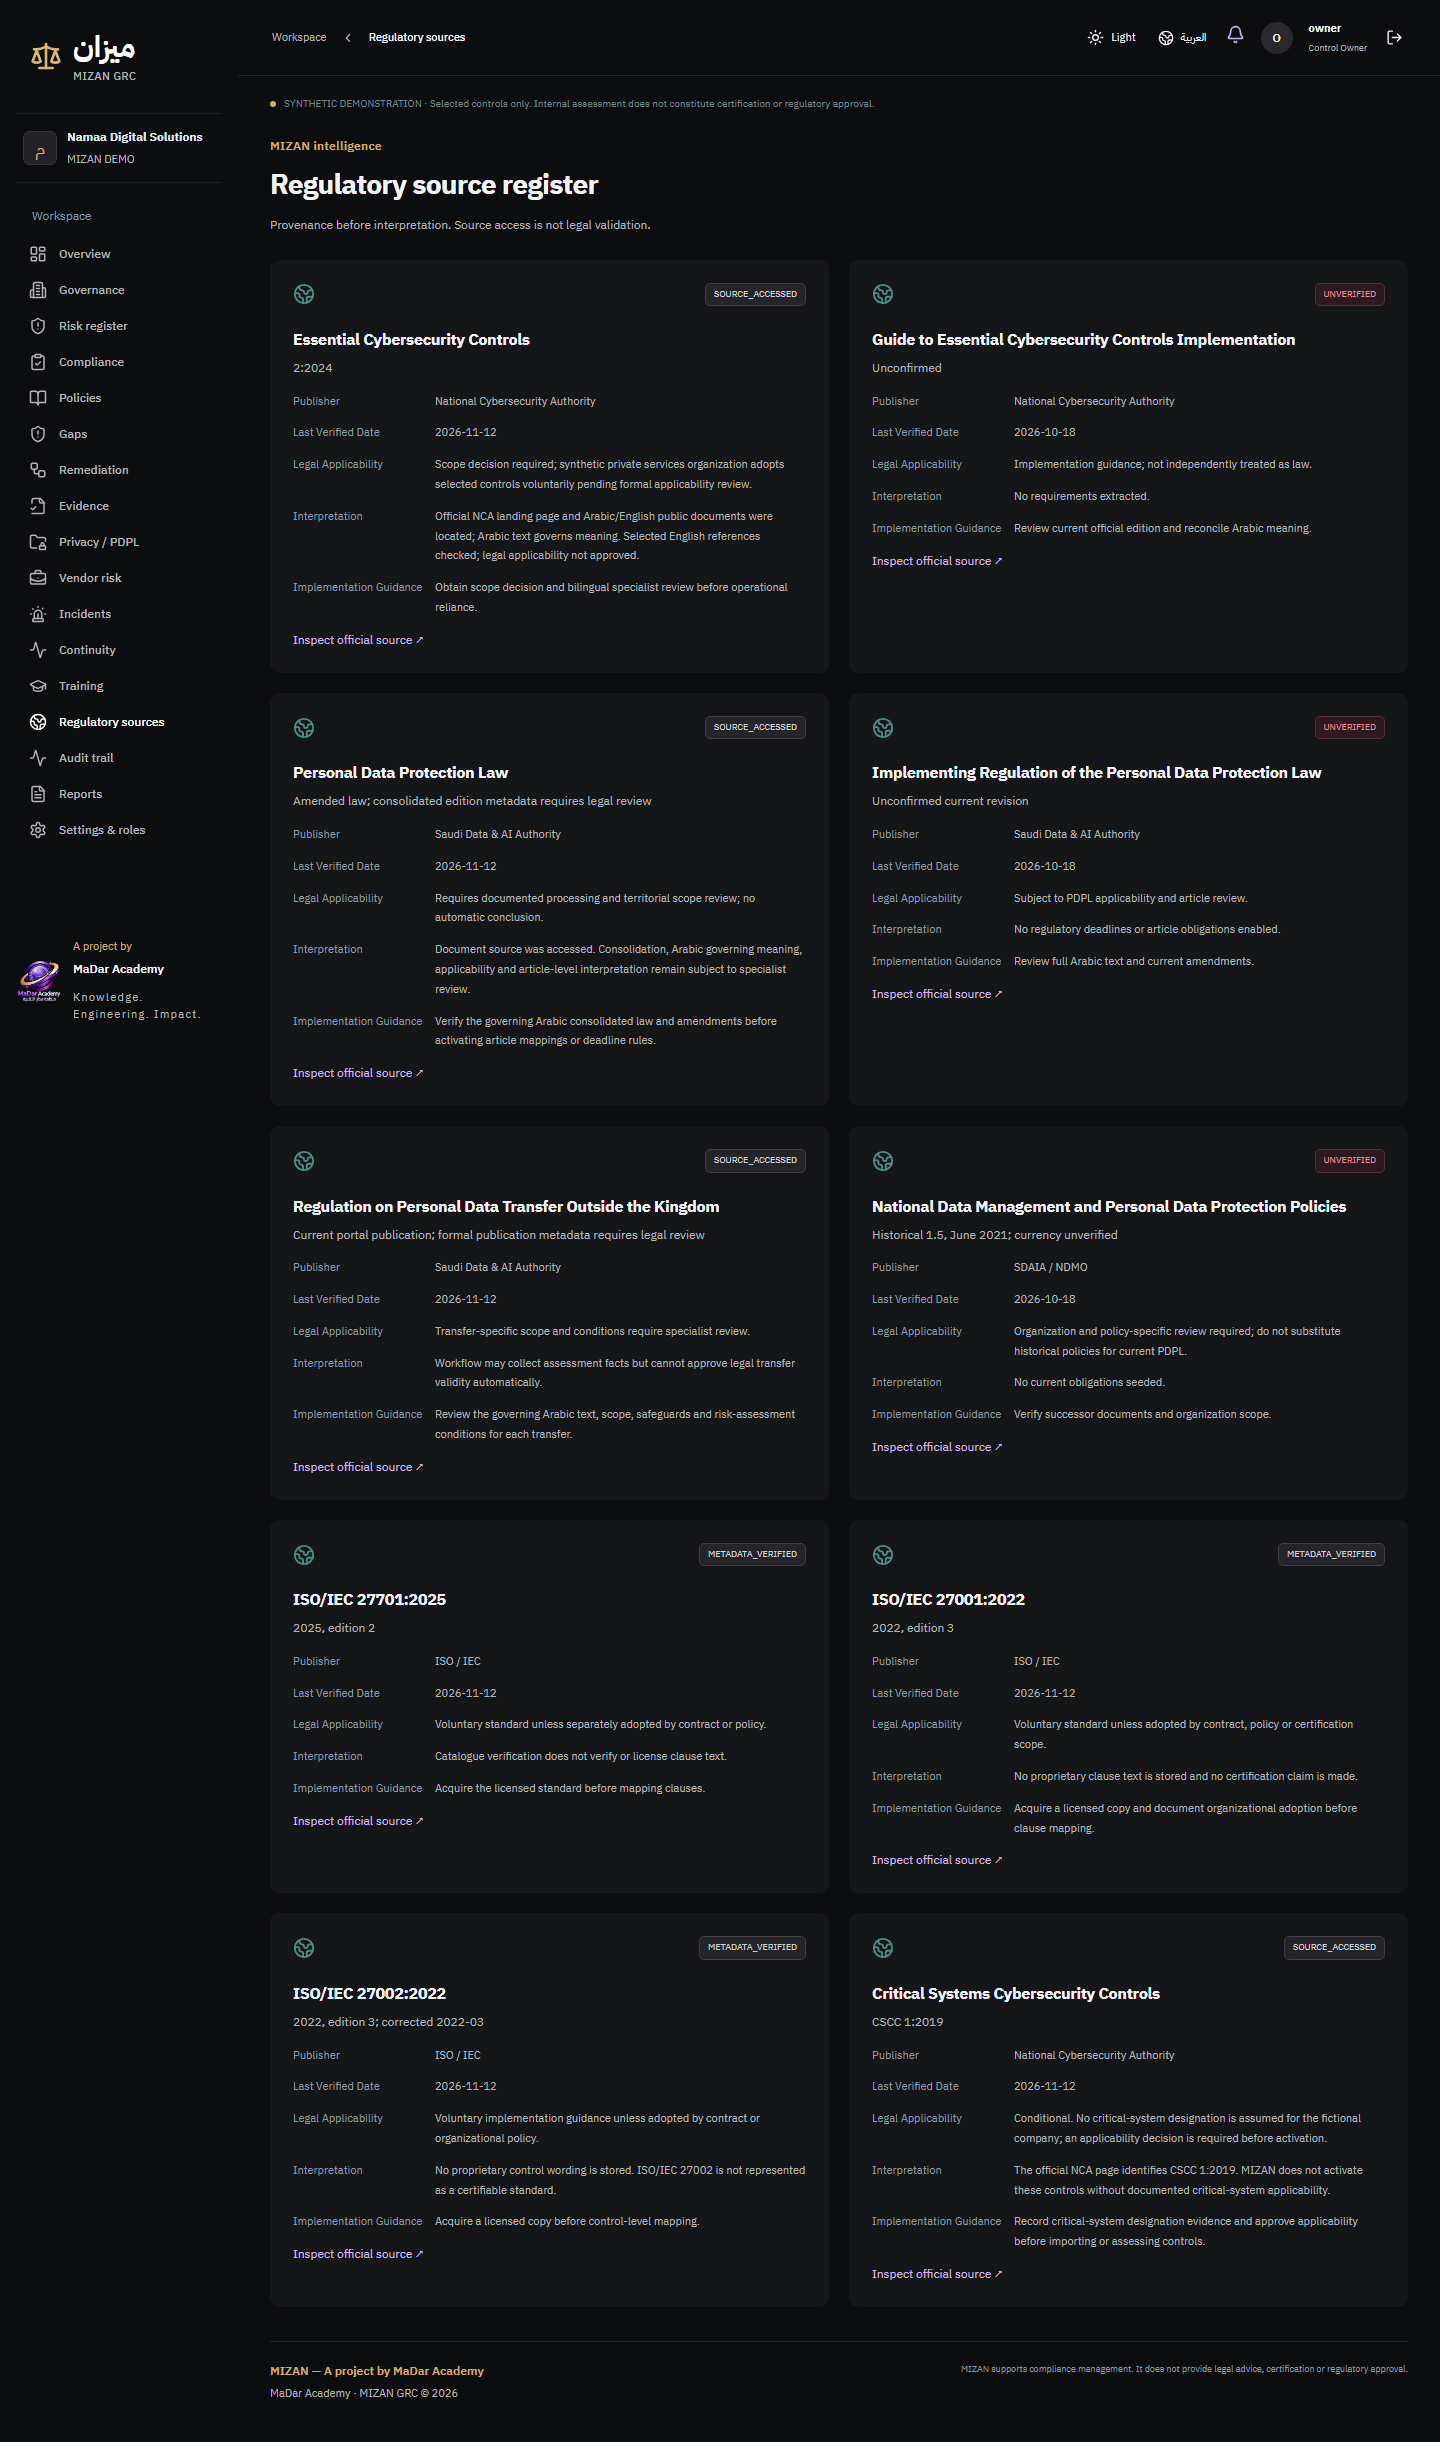 ميزان
MIZAN GRC
م
Namaa Digital Solutions
MIZAN DEMO
Workspace
Overview
Governance
Risk register
Compliance
Policies
Gaps
Remediation
Evidence
Privacy / PDPL
Vendor risk
Incidents
Continuity
Training
Regulatory sources
Audit trail
Reports
Settings & roles
A project by
MaDar Academy
Knowledge.
Engineering. Impact.
MaDar Academy
Workspace
Regulatory sources
Light
العربية
O
owner
Control Owner
SYNTHETIC DEMONSTRATION · Selected controls only. Internal assessment does not constitute certification or regulatory approval.
MIZAN intelligence
Regulatory source register
Provenance before interpretation. Source access is not legal validation.
SOURCE_ACCESSED
Essential Cybersecurity Controls
2:2024
Publisher National Cybersecurity Authority
Last Verified Date 2026-11-12
Legal Applicability Scope decision required; synthetic private services organization adopts
selected controls voluntarily pending formal applicability review.
Interpretation Official NCA landing page and Arabic/English public documents were
located; Arabic text governs meaning. Selected English references
checked; legal applicability not approved.
Implementation Guidance Obtain scope decision and bilingual specialist review before operational
reliance.
Inspect official source ↗
UNVERIFIED
Guide to Essential Cybersecurity Controls Implementation
Unconfirmed
Publisher National Cybersecurity Authority
Last Verified Date 2026-10-18
Legal Applicability Implementation guidance; not independently treated as law.
Interpretation No requirements extracted.
Implementation Guidance Review current official edition and reconcile Arabic meaning.
Inspect official source ↗
SOURCE_ACCESSED
Personal Data Protection Law
Amended law; consolidated edition metadata requires legal review
Publisher Saudi Data & AI Authority
Last Verified Date 2026-11-12
Legal Applicability Requires documented processing and territorial scope review; no
automatic conclusion.
Interpretation Document source was accessed. Consolidation, Arabic governing meaning,
applicability and article-level interpretation remain subject to specialist
review.
Implementation Guidance Verify the governing Arabic consolidated law and amendments before
activating article mappings or deadline rules.
Inspect official source ↗
UNVERIFIED
Implementing Regulation of the Personal Data Protection Law
Unconfirmed current revision
Publisher Saudi Data & AI Authority
Last Verified Date 2026-10-18
Legal Applicability Subject to PDPL applicability and article review.
Interpretation No regulatory deadlines or article obligations enabled.
Implementation Guidance Review full Arabic text and current amendments.
Inspect official source ↗
SOURCE_ACCESSED
Regulation on Personal Data Transfer Outside the Kingdom
Current portal publication; formal publication metadata requires legal review
Publisher Saudi Data & AI Authority
Last Verified Date 2026-11-12
Legal Applicability Transfer-specific scope and conditions require specialist review.
Interpretation Workflow may collect assessment facts but cannot approve legal transfer
validity automatically.
Implementation Guidance Review the governing Arabic text, scope, safeguards and risk-assessment
conditions for each transfer.
Inspect official source ↗
UNVERIFIED
National Data Management and Personal Data Protection Policies
Historical 1.5, June 2021; currency unverified
Publisher SDAIA / NDMO
Last Verified Date 2026-10-18
Legal Applicability Organization and policy-specific review required; do not substitute
historical policies for current PDPL.
Interpretation No current obligations seeded.
Implementation Guidance Verify successor documents and organization scope.
Inspect official source ↗
METADATA_VERIFIED
ISO/IEC 27701:2025
2025, edition 2
Publisher ISO / IEC
Last Verified Date 2026-11-12
Legal Applicability Voluntary standard unless separately adopted by contract or policy.
Interpretation Catalogue verification does not verify or license clause text.
Implementation Guidance Acquire the licensed standard before mapping clauses.
Inspect official source ↗
METADATA_VERIFIED
ISO/IEC 27001:2022
2022, edition 3
Publisher ISO / IEC
Last Verified Date 2026-11-12
Legal Applicability Voluntary standard unless adopted by contract, policy or certification
scope.
Interpretation No proprietary clause text is stored and no certification claim is made.
Implementation Guidance Acquire a licensed copy and document organizational adoption before
clause mapping.
Inspect official source ↗
METADATA_VERIFIED
ISO/IEC 27002:2022
2022, edition 3; corrected 2022-03
Publisher ISO / IEC
Last Verified Date 2026-11-12
Legal Applicability Voluntary implementation guidance unless adopted by contract or
organizational policy.
Interpretation No proprietary control wording is stored. ISO/IEC 27002 is not represented
as a certifiable standard.
Implementation Guidance Acquire a licensed copy before control-level mapping.
Inspect official source ↗
SOURCE_ACCESSED
Critical Systems Cybersecurity Controls
CSCC 1:2019
Publisher National Cybersecurity Authority
Last Verified Date 2026-11-12
Legal Applicability Conditional. No critical-system designation is assumed for the fictional
company; an applicability decision is required before activation.
Interpretation The official NCA page identifies CSCC 1:2019. MIZAN does not activate
these controls without documented critical-system applicability.
Implementation Guidance Record critical-system designation evidence and approve applicability
before importing or assessing controls.
Inspect official source ↗
MIZAN — A project by MaDar Academy
MaDar Academy · MIZAN GRC © 2026
MIZAN supports compliance management. It does not provide legal advice, certification or regulatory approval.